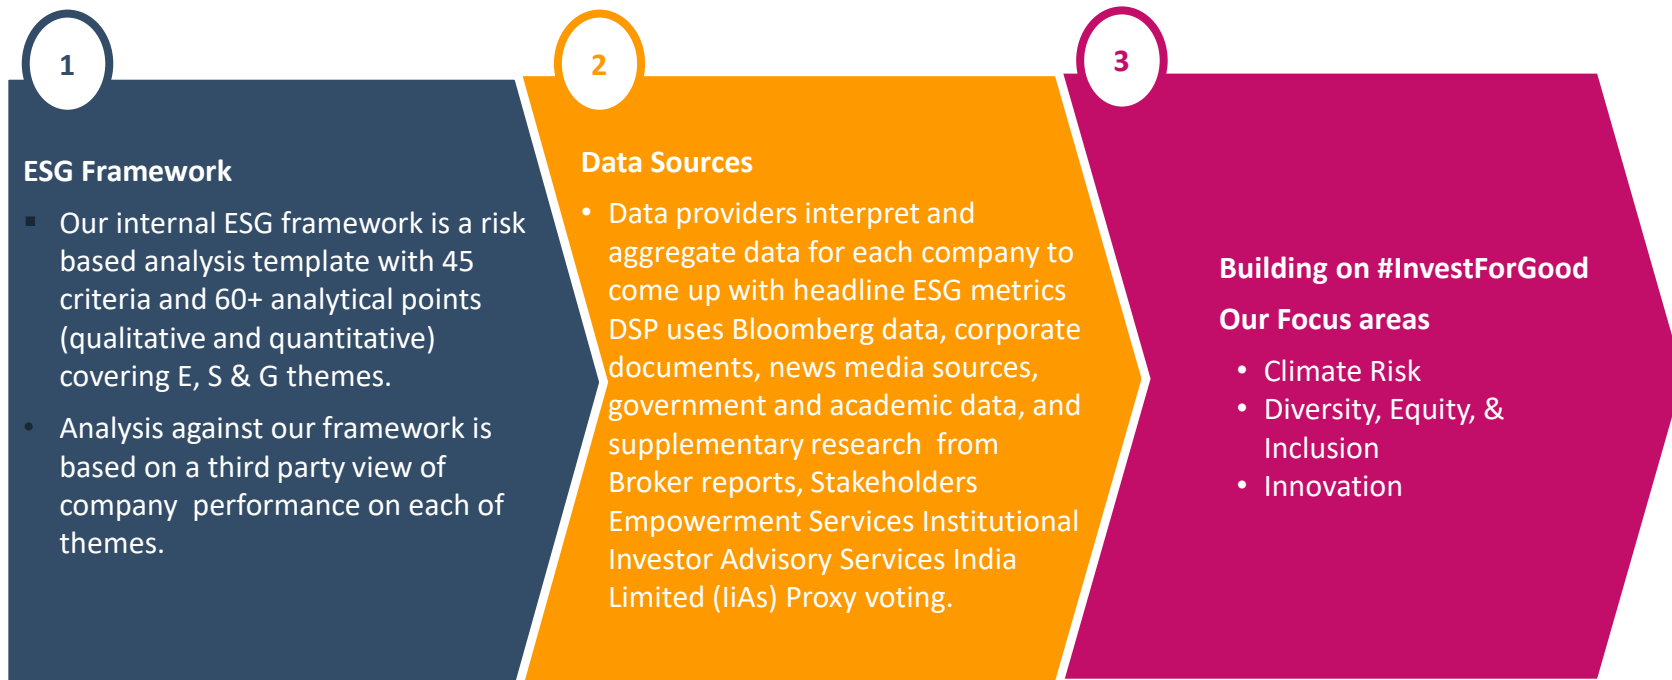 1
ESG Framework
▪ Our internal ESG framework is a risk
based analysis template with 45
criteria and 60+ analytical points
(qualitative and quantitative)
covering E, S & G themes.
• Analysis against our framework is
based on a third party view of
company  performance on each of
themes.
2
Data Sources
• Data providers interpret and
aggregate data for each company to
come up with headline ESG metrics
DSP uses Bloomberg data, corporate
documents, news media sources,
government and academic data, and
supplementary research  from
Broker reports, Stakeholders
Empowerment Services Institutional
Investor Advisory Services India
Limited (IiAs) Proxy voting.
3
Building on #InvestForGood
Our Focus areas
• Climate Risk
• Diversity, Equity, &
Inclusion
• Innovation